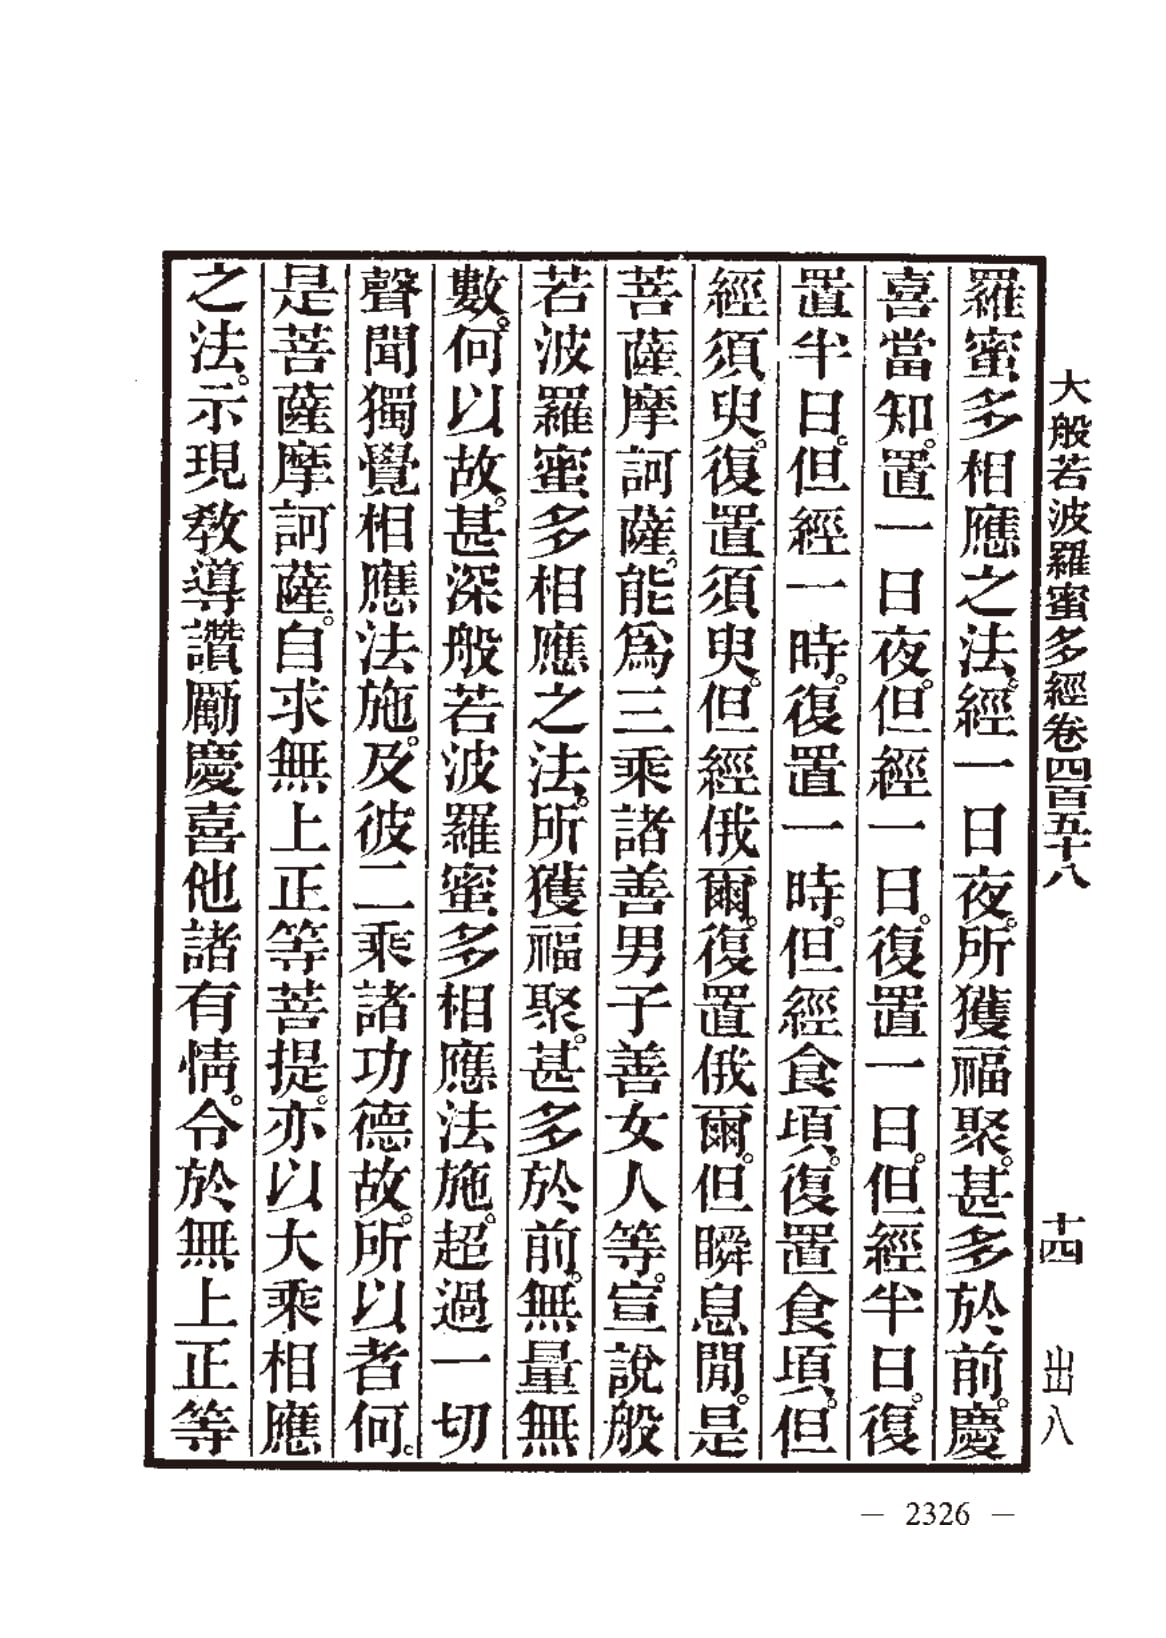 大般若波羅蜜多經卷四百五十八 十四 出八
羅蜜多相應之法。經一日夜。所獲福聚。甚多於前。慶
喜當知。置一日夜。但經一日。復置一日。但經半日。復
置半日。但經一時。復置一時。但經食頃。復置食頃。但
經須臾。復置須臾。但經俄爾。復置俄爾。但瞬息閒。是
菩薩摩訶薩。能爲三乘諸善男子善女人等。宣說般
若波羅蜜多相應之法。所獲福聚。甚多於前。無量無
數。何以故。甚深般若波羅蜜多相應法施。超過一切
聲聞獨覺相應法施。及彼二乘諸功德故。所以者何。
是菩薩摩訶薩。自求無上正等菩提。亦以大乘相應
之法。示現教導讚勵慶喜他諸有情。令於無上正等
— 2326 —